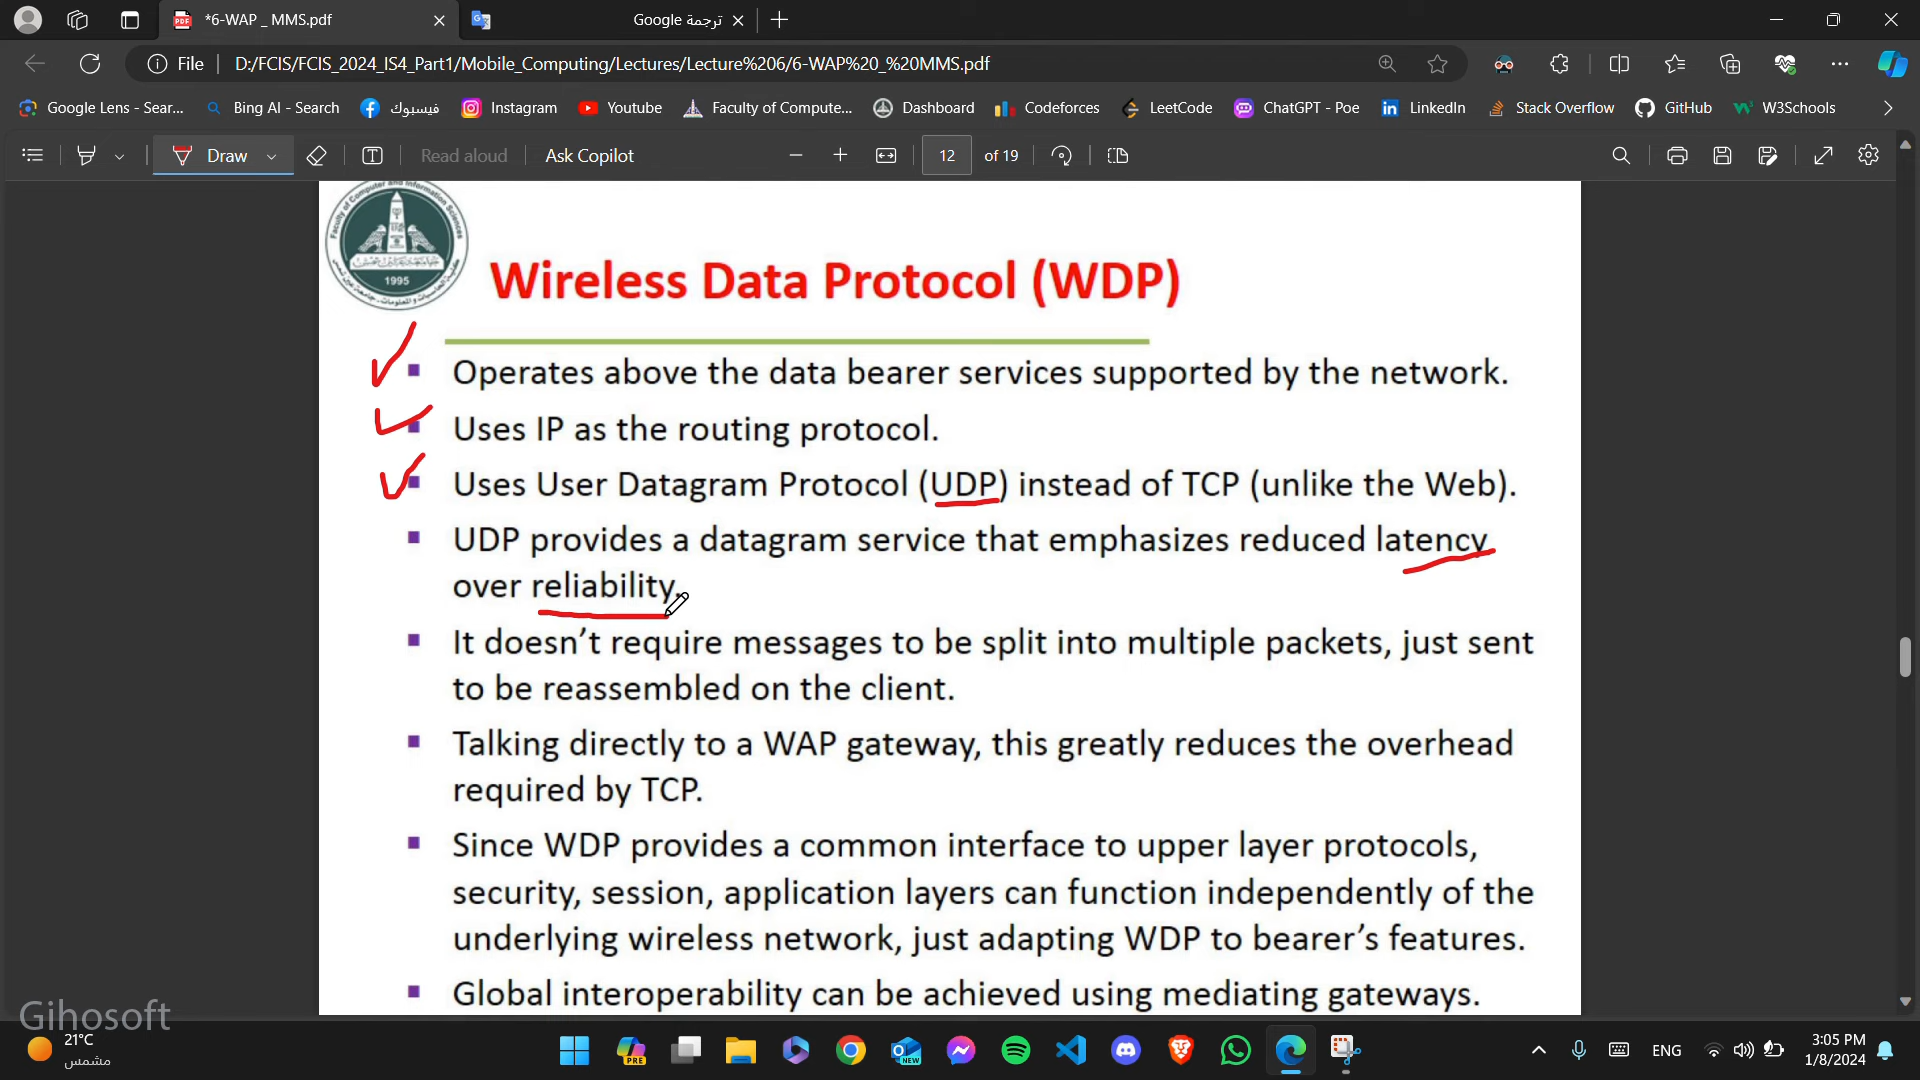 *6-WAP _ MMS.pdf
ترجمة Google
File
D:/FCIS/FCIS_2024_IS4_Part1/Mobile_Computing/Lectures/Lecture%206/6-WAP%20_%20MMS.pdf
Google Lens - Sear...
Bing AI - Search
فيسبوك
Instagram
Youtube
Faculty of Compute...
Dashboard
Codeforces
LeetCode
ChatGPT - Poe
LinkedIn
Stack Overflow
GitHub
W3Schools
Draw
Read aloud
Ask Copilot
12 of 19
Faculty of Computer and Information Sciences
1995
Wireless Data Protocol (WDP)
▪ Operates above the data bearer services supported by the network.
▪ Uses IP as the routing protocol.
▪ Uses User Datagram Protocol (UDP) instead of TCP (unlike the Web).
▪ UDP provides a datagram service that emphasizes reduced latency
over reliability.
▪ It doesn’t require messages to be split into multiple packets, just sent
to be reassembled on the client.
▪ Talking directly to a WAP gateway, this greatly reduces the overhead
required by TCP.
▪ Since WDP provides a common interface to upper layer protocols,
security, session, application layers can function independently of the
underlying wireless network, just adapting WDP to bearer’s features.
▪ Global interoperability can be achieved using mediating gateways.
Gihosoft
21°C
مشمس
PRE
NEW
ENG
3:05 PM
1/8/2024